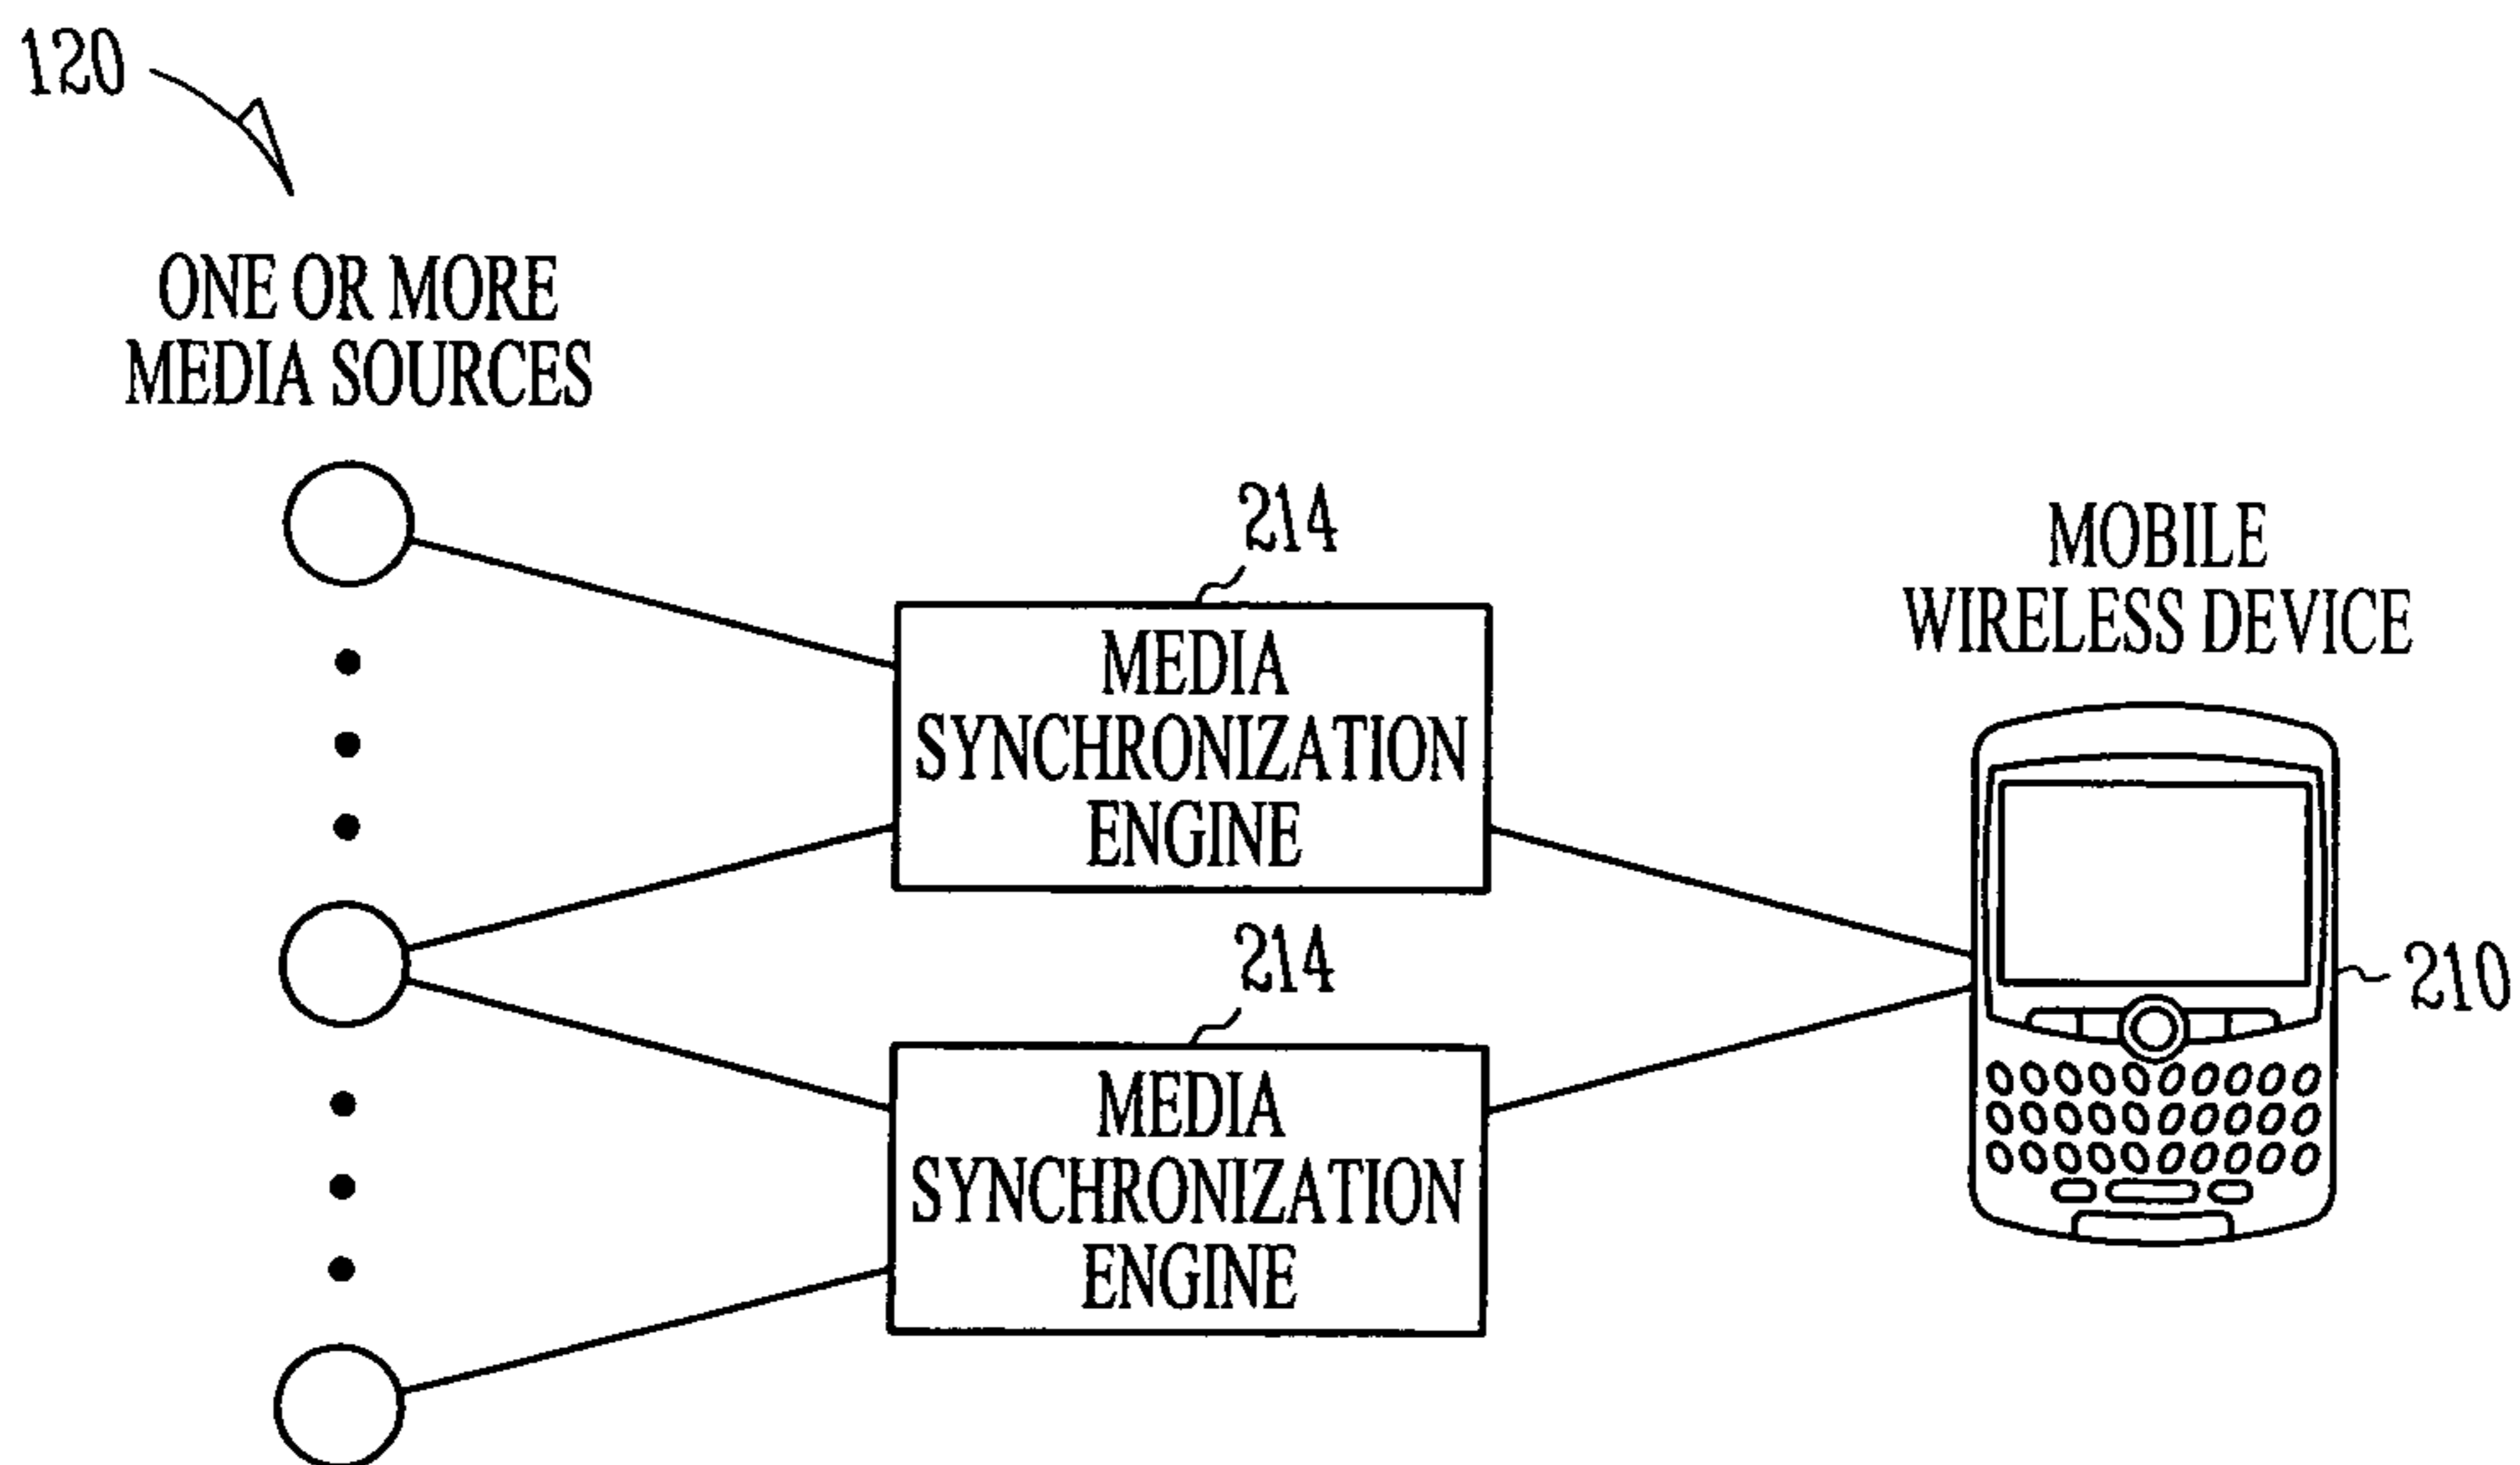 120
ONE OR MORE
MEDIA SOURCES
214
MEDIA
SYNCHRONIZATION
ENGINE
MOBILE
WIRELESS DEVICE
214
MEDIA
SYNCHRONIZATION
ENGINE
210